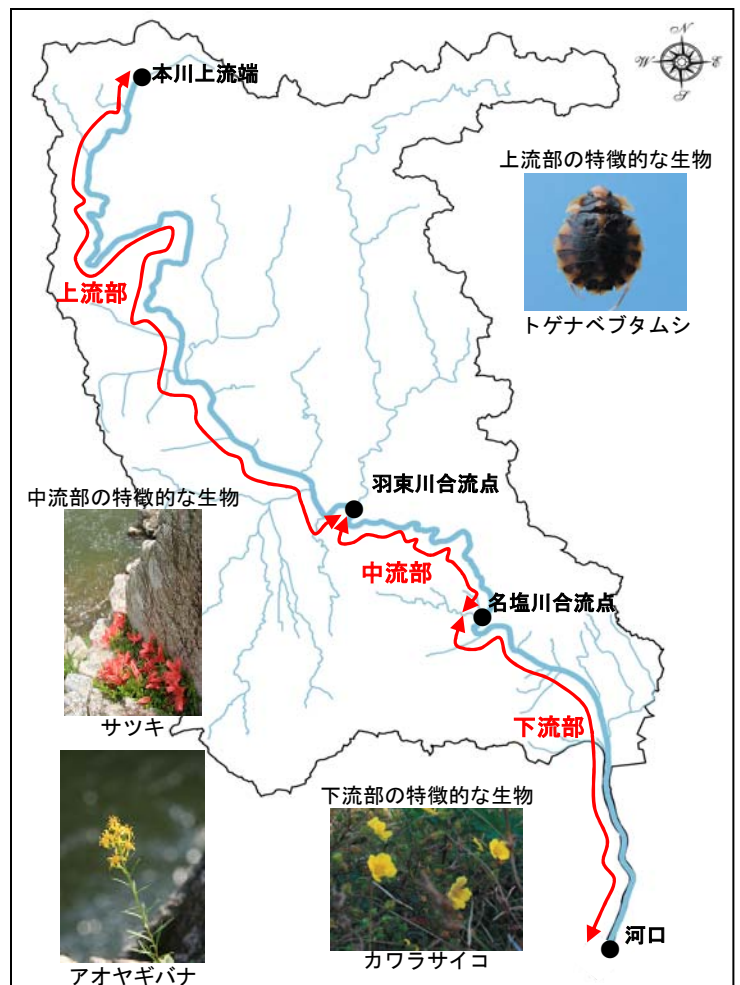 N
W
E
S
本川上流端
上流部の特徴的な生物
トゲナベブタムシ
上流部
羽束川合流点
中流部の特徴的な生物
中流部
名塩川合流点
サツキ
下流部
下流部の特徴的な生物
河口
カワラサイコ
アオヤギバナ